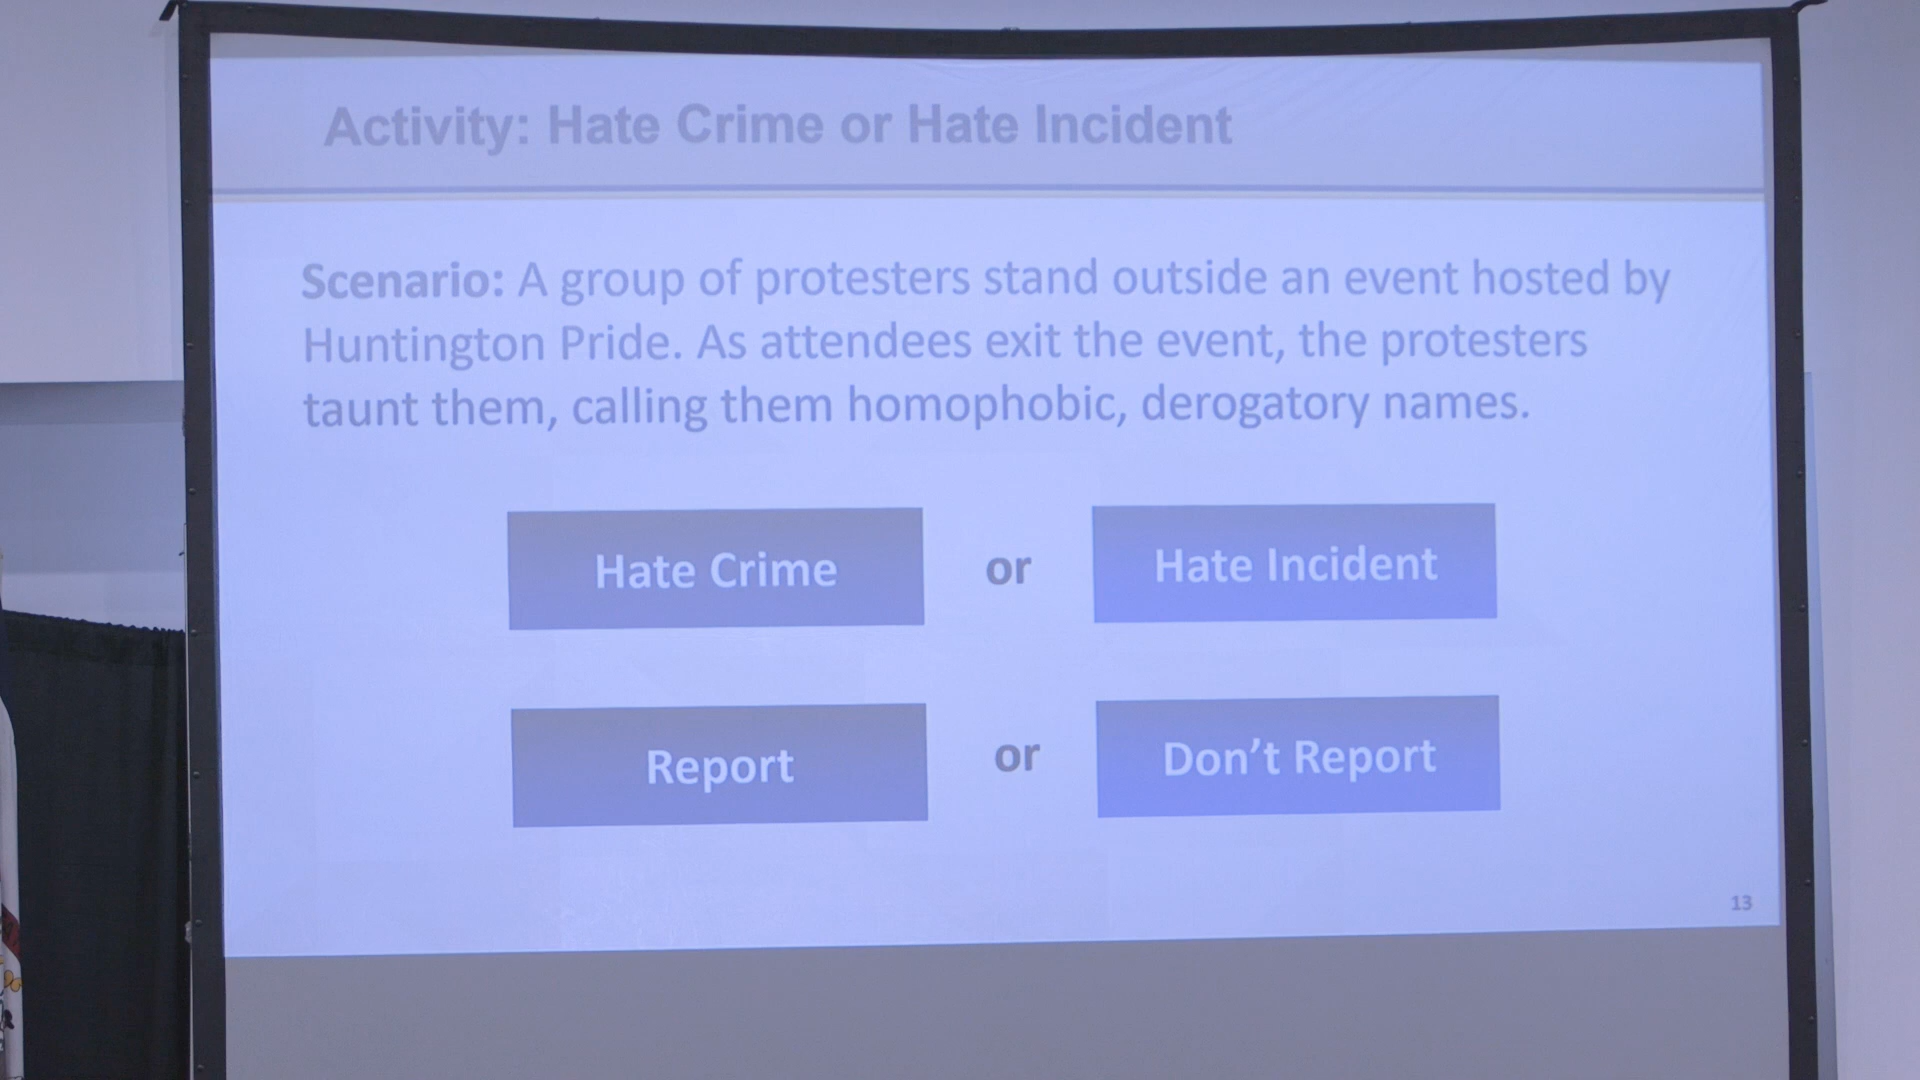 Activity: Hate Crime or Hate Incident
Scenario: A group of protesters stand outside an event hosted by
Huntington Pride. As attendees exit the event, the protesters
taunt them, calling them homophobic, derogatory names.
Hate Crime or Hate Incident
Report or Don't Report
13